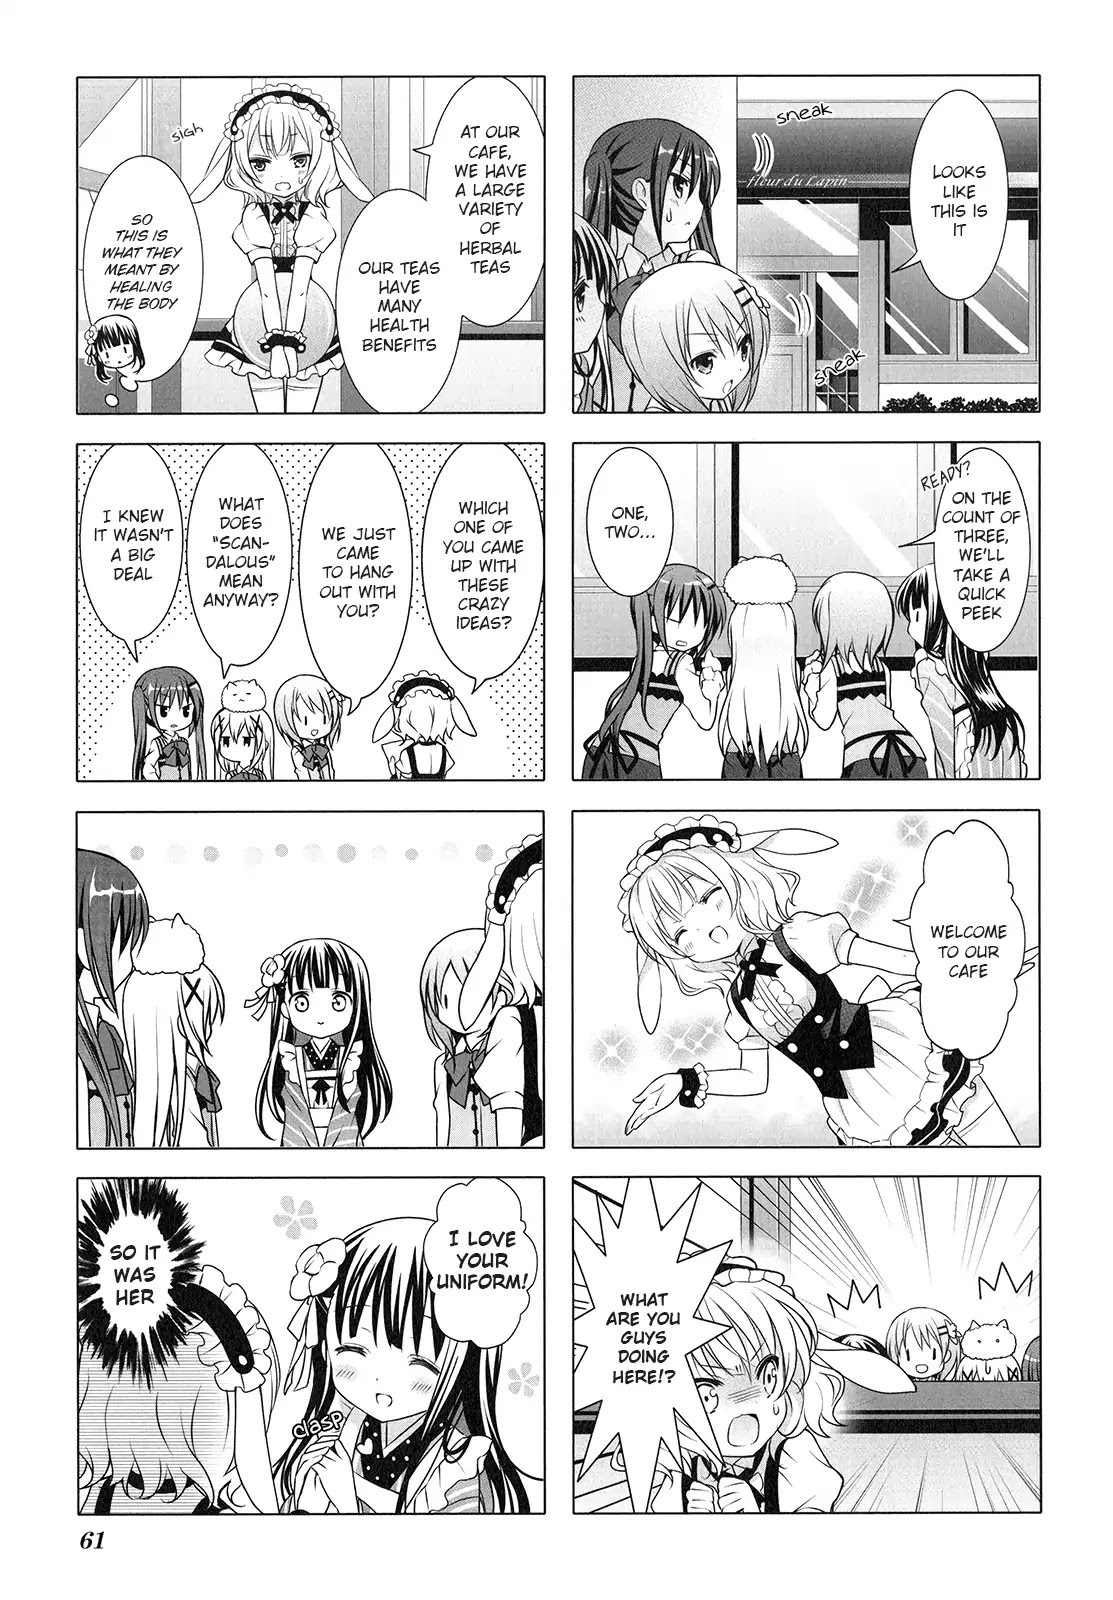 LOOKS
LIKE
THIS IS
IT
sneak
fleur du Lapin
sneak
READY?
ON THE
COUNT OF
THREE,
WE'LL
TAKE A
QUICK
PEEK
ONE,
TWO...
WELCOME
TO OUR
CAFE
WHAT
ARE YOU
GUYS
DOING
HERE!?
AT OUR
CAFE,
WE HAVE
A LARGE
VARIETY
OF
HERBAL
TEAS
OUR TEAS
HAVE
MANY
HEALTH
BENEFITS
sigh
SO
THIS IS
WHAT THEY
MEANT BY
HEALING
THE BODY
WHICH
ONE OF
YOU CAME
UP WITH
THESE
CRAZY
IDEAS?
WE JUST
CAME
TO HANG
OUT WITH
YOU?
WHAT
DOES
"SCAN-
DALOUS"
MEAN
ANYWAY?
I KNEW
IT WASN'T
A BIG
DEAL
I LOVE
YOUR
UNIFORM!
clasp
SO IT
WAS
HER
61